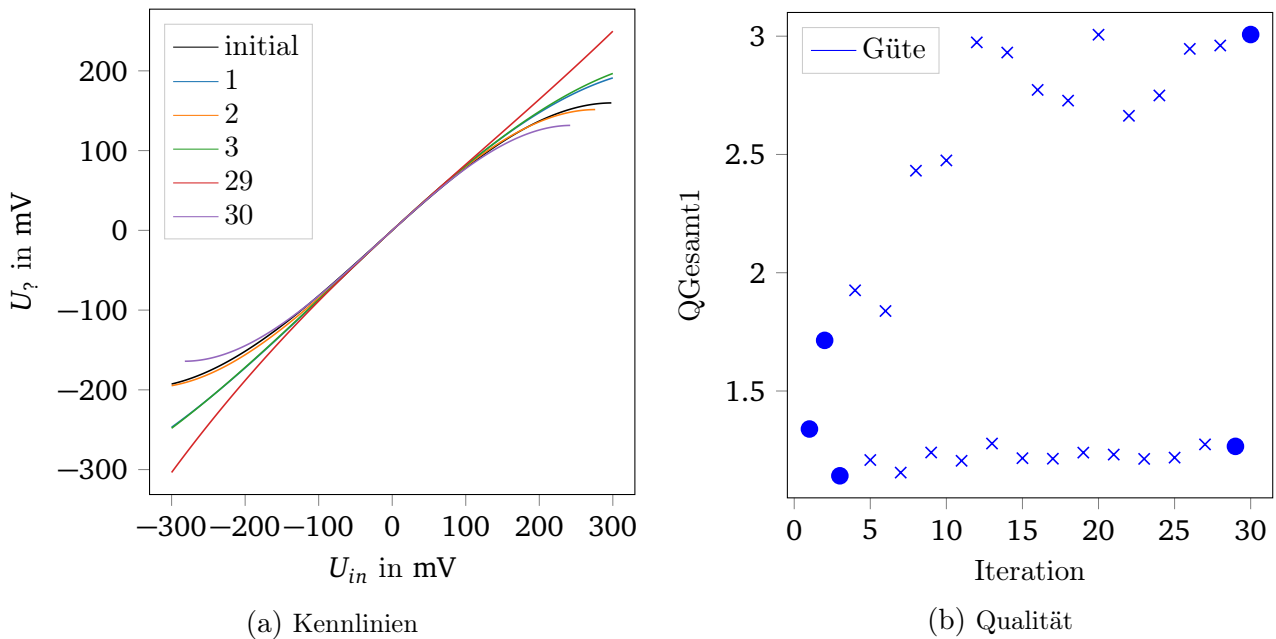 initial
1
2
3
29
30
200
100
0
−100
−200
−300
U? in mV
−300 −200 −100 0 100 200 300
Uin in mV
(a) Kennlinien
Güte
3
2.5
2
1.5
QGesamt1
0 5 10 15 20 25 30
Iteration
(b) Qualität